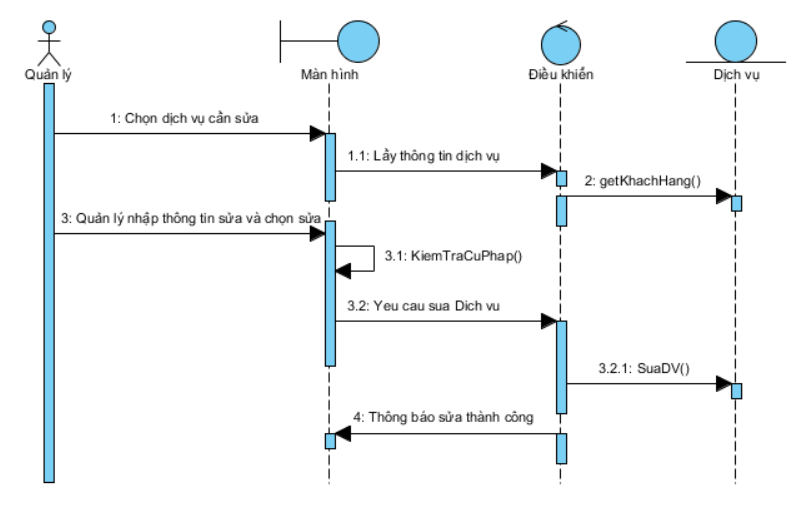 Quản lý
Màn hình
Điều khiển
Dịch vụ
1: Chọn dịch vụ cần sửa
1.1: Lấy thông tin dịch vụ
2: getKhachHang()
3: Quản lý nhập thông tin sửa và chọn sửa
3.1: KiemTraCuPhap()
3.2: Yeu cau sua Dich vu
3.2.1: SuaDV()
4: Thông báo sửa thành công